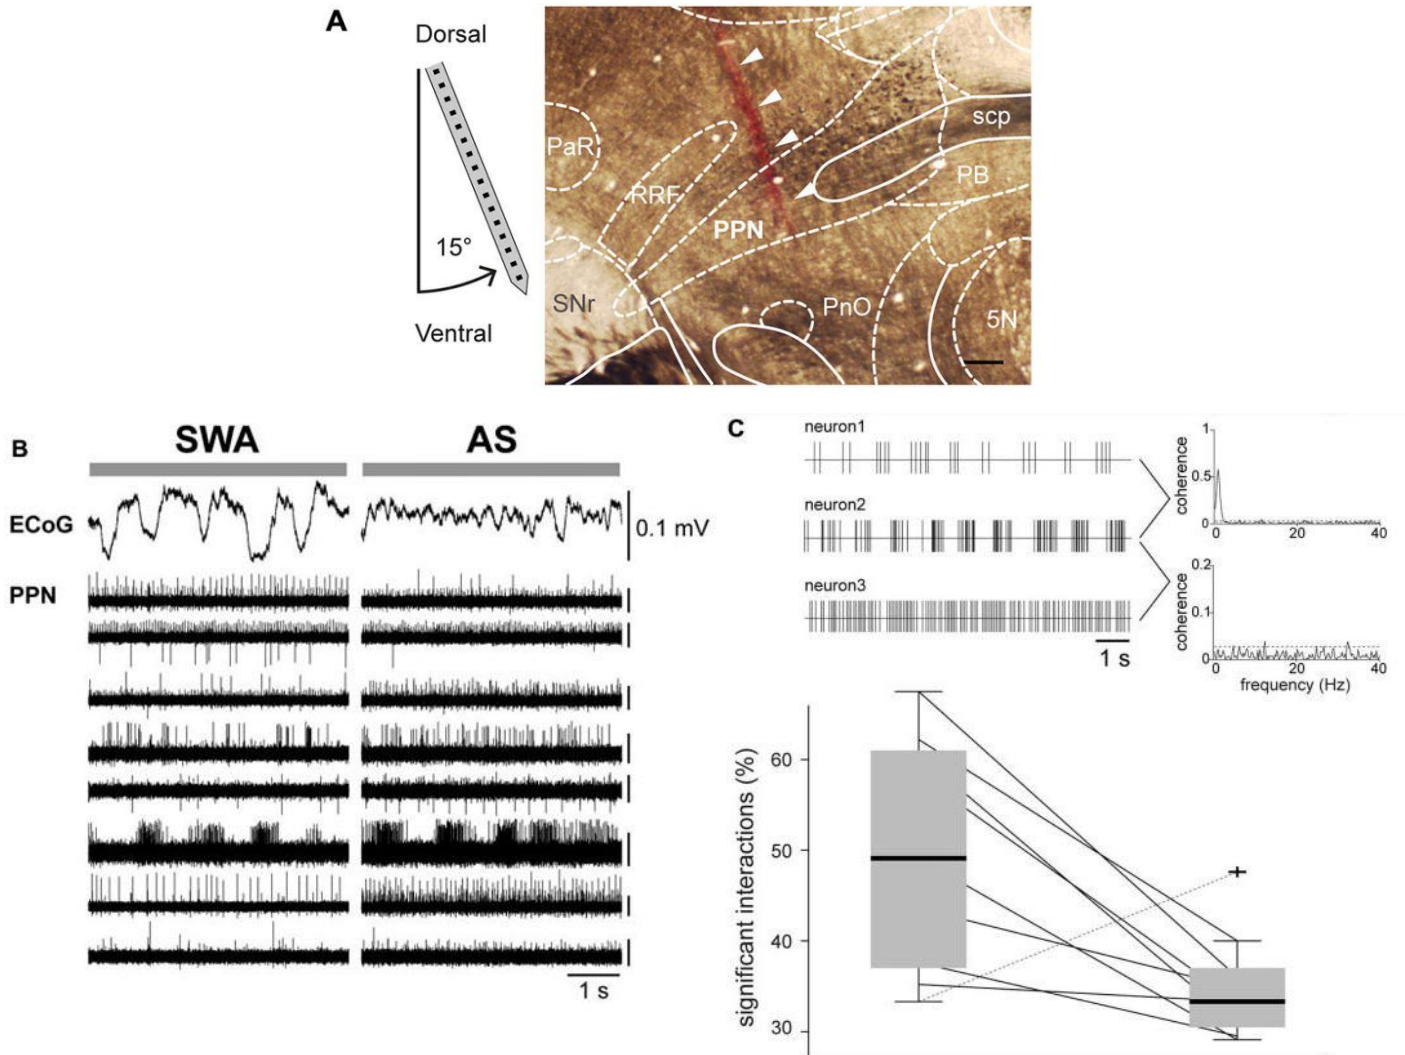 A
Dorsal
15°
Ventral
PaR
RRF
PPN
SNr
PnO
scp
PB
5N
B
SWA
AS
ECoG
0.1 mV
PPN
1 s
C
neuron1
neuron2
neuron3
1 s
coherence
1
0.5
0
0
20
40
coherence
0.2
0.1
0
0
20
40
frequency (Hz)
significant interactions (%)
60
50
40
30